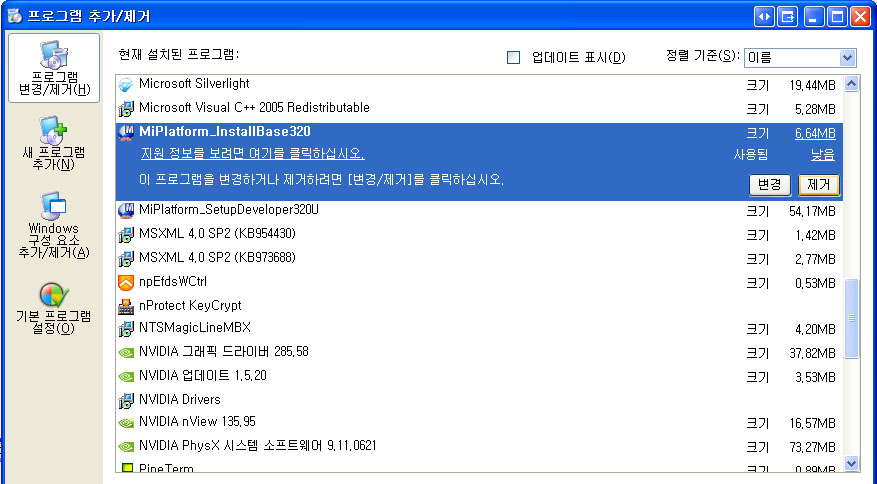 프로그램 추가/제거
프로그램
변경/제거(H)
새 프로그램
추가(N)
Windows
구성 요소
추가/제거(A)
기본 프로그램
설정(O)
현재 설치된 프로그램: 업데이트 표시(D) 정렬 기준(S): 이름
Microsoft Silverlight 크기 19,44MB
Microsoft Visual C++ 2005 Redistributable 크기 5,28MB
MiPlatform_InstallBase320 크기 6,64MB
지원 정보를 보려면 여기를 클릭하십시오. 사용됨 낮음
이 프로그램을 변경하거나 제거하려면 [변경/제거]를 클릭하십시오. 변경 제거
MiPlatform_SetupDeveloper320U 크기 54,17MB
MSXML 4,0 SP2 (KB954430) 크기 1,42MB
MSXML 4,0 SP2 (KB973688) 크기 2,77MB
npEfdsWCtrl 크기 0,53MB
nProtect KeyCrypt
NTSMagicLineMBX 크기 4,20MB
NVIDIA 그래픽 드라이버 285,58 크기 37,82MB
NVIDIA 업데이트 1,5,20 크기 3,53MB
NVIDIA Drivers
NVIDIA nView 135,95 크기 16,57MB
NVIDIA PhysX 시스템 소프트웨어 9,11,0621 크기 73,27MB
PineTerm 크기 0,89MB